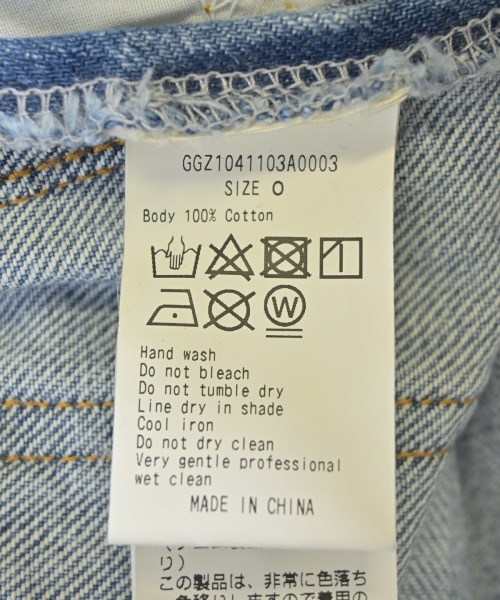 GGZ1041103A0003
SIZE O
Body 100% Cotton
W
Hand wash
Do not bleach
Do not tumble dry
Line dry in shade
Cool iron
Do not dry clean
Very gentle professional
wet clean
MADE IN CHINA
り)
この製品は、非常に色落ち